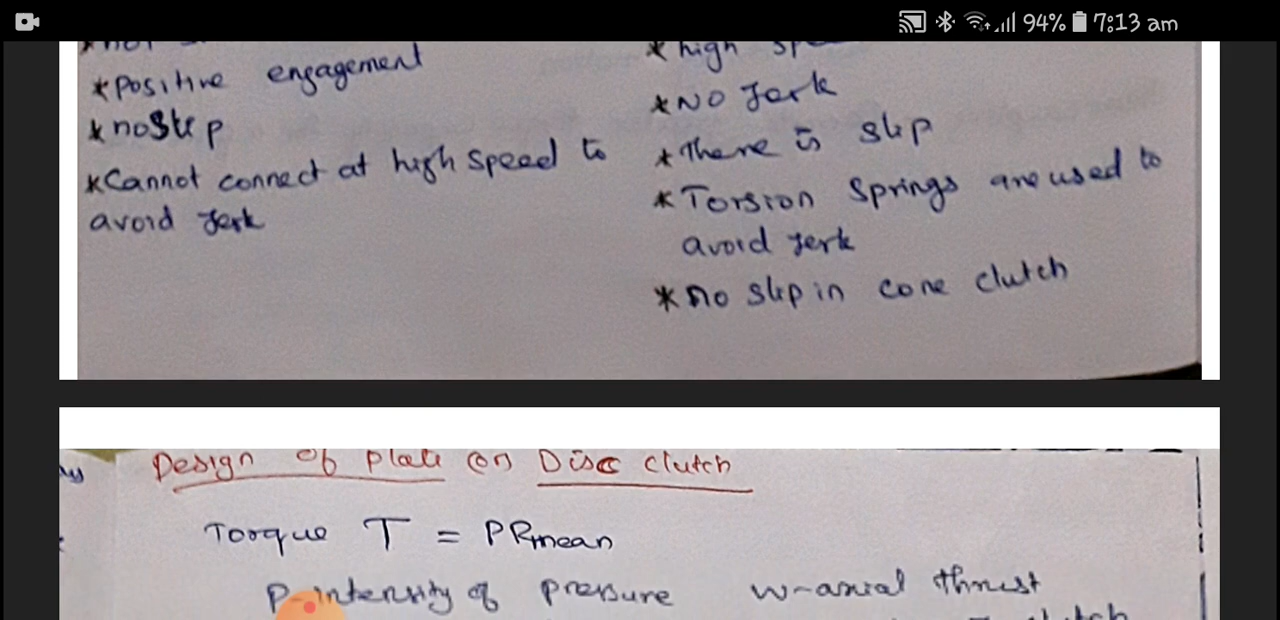 94% 7:13 am
*Positive engagement
*no Slip
*Cannot connect at high speed to
avoid Jerk
*high
*No Jerk
*There is slip
*Torsion Springs are used to
avoid Jerk
*no slip in cone clutch
Design of plate (or) Disc clutch
Torque T = PRmean
P-intensity of pressure W-axial thrust
clutch